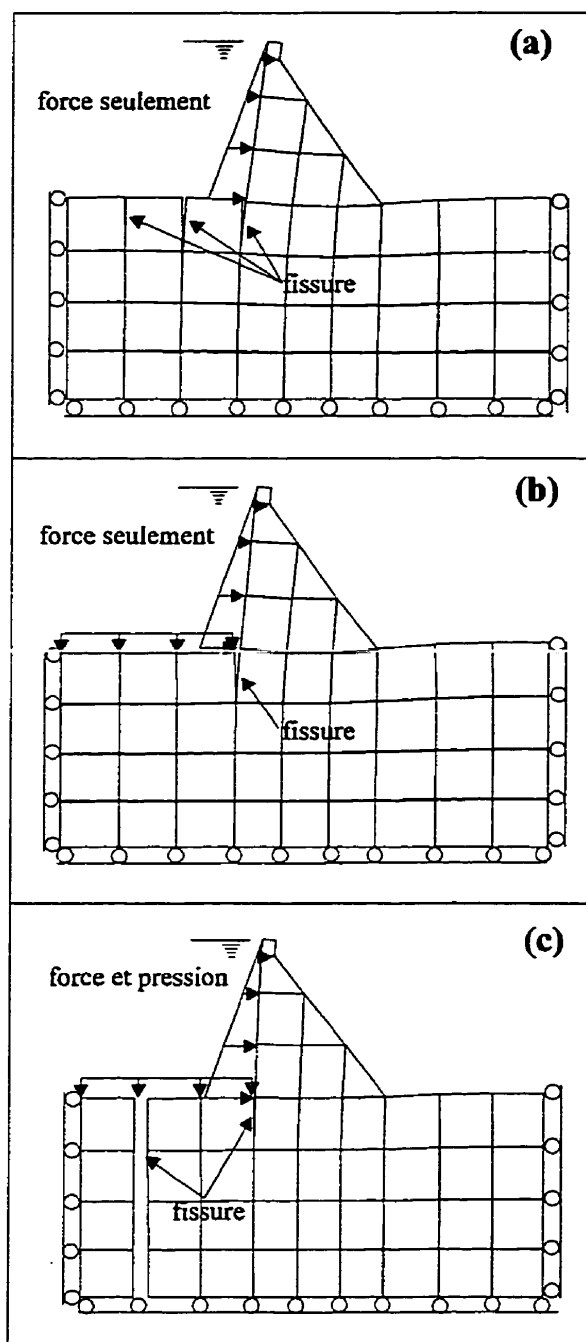 (a)
force seulement
fissure
(b)
force seulement
fissure
(c)
force et pression
fissure